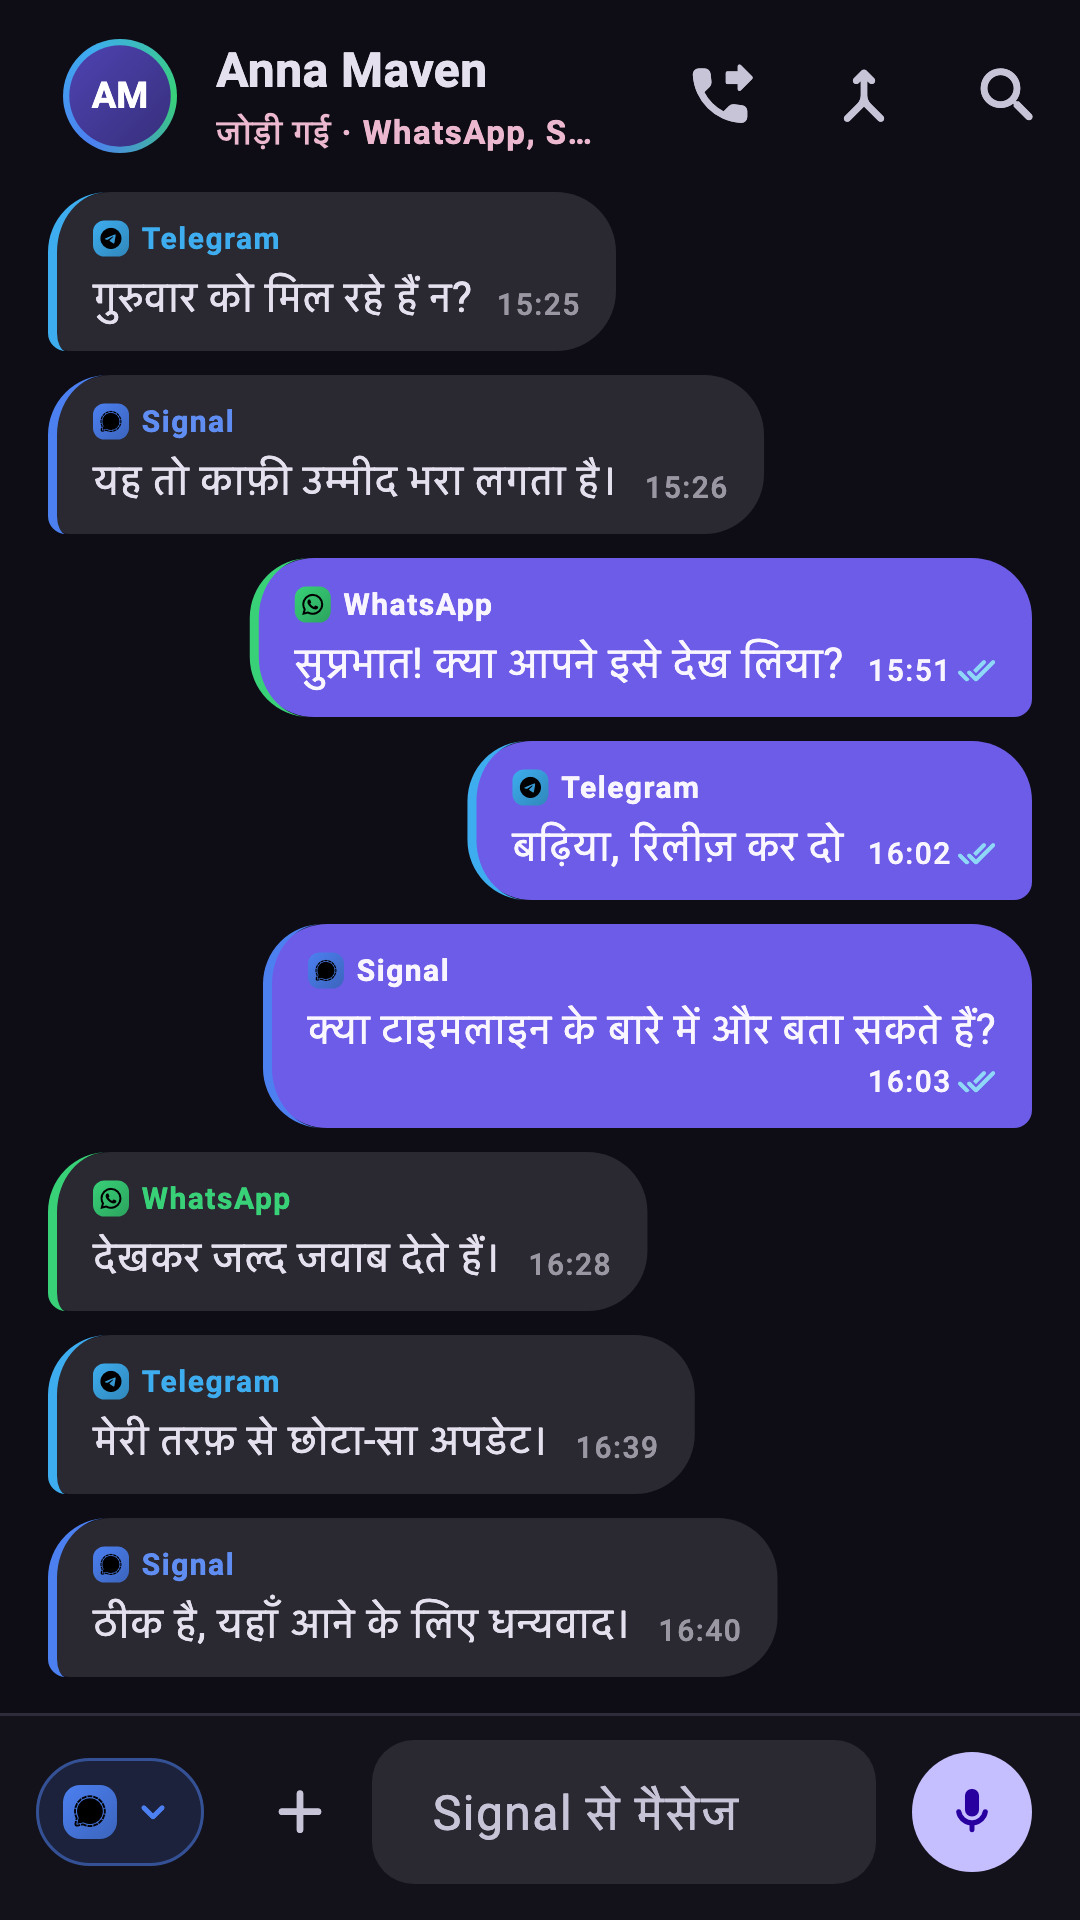 AM
Anna Maven
जोड़ी गई · WhatsApp, S…
Telegram
गुरुवार को मिल रहे हैं न? 15:25
Signal
यह तो काफ़ी उम्मीद भरा लगता है। 15:26
WhatsApp
सुप्रभात! क्या आपने इसे देख लिया? 15:51
Telegram
बढ़िया, रिलीज़ कर दो 16:02
Signal
क्या टाइमलाइन के बारे में और बता सकते हैं?
16:03
WhatsApp
देखकर जल्द जवाब देते हैं। 16:28
Telegram
मेरी तरफ़ से छोटा-सा अपडेट। 16:39
Signal
ठीक है, यहाँ आने के लिए धन्यवाद। 16:40
Signal से मैसेज